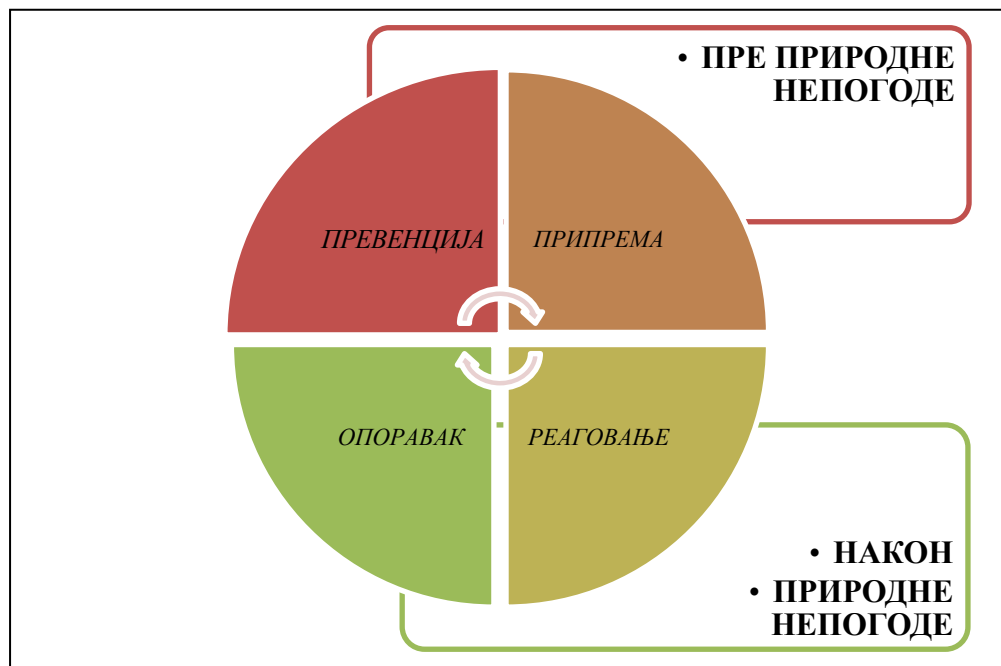 • ПРЕ ПРИРОДНЕ
НЕПОГОДЕ
ПРЕВЕНЦИЈА
ПРИПРЕМА
ОПОРАВАК
РЕАГОВАЊЕ
• НАКОН
• ПРИРОДНЕ
НЕПОГОДЕ